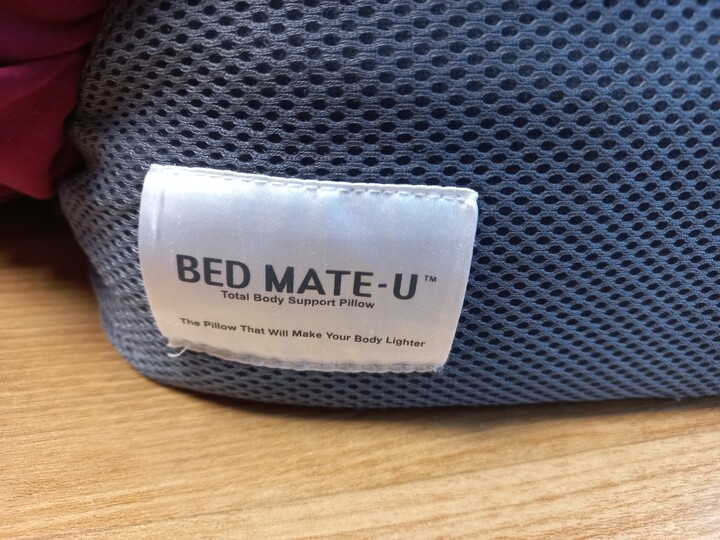 BED MATE-U™
Total Body Support Pillow
The Pillow That Will Make Your Body Lighter